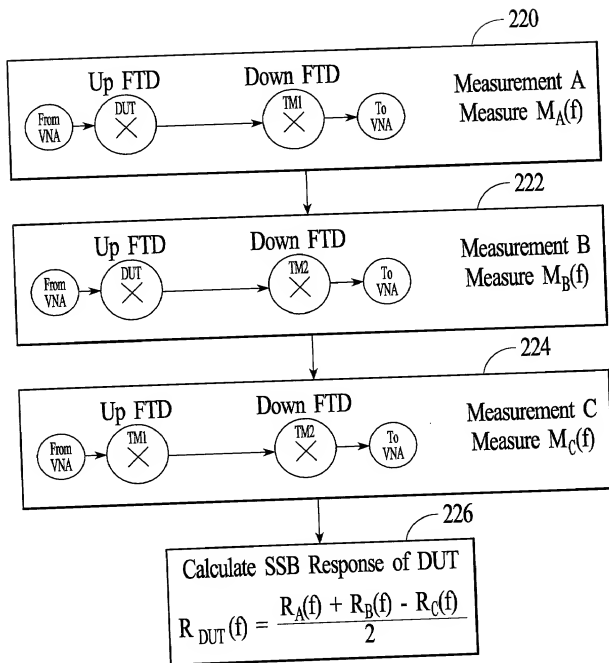 220
Up FTD Down FTD
From VNA DUT TM1 To VNA
Measurement A
Measure M_A(f)
222
Up FTD Down FTD
From VNA DUT TM2 To VNA
Measurement B
Measure M_B(f)
224
Up FTD Down FTD
From VNA TM1 TM2 To VNA
Measurement C
Measure M_C(f)
226
Calculate SSB Response of DUT
R_DUT(f) = (R_A(f) + R_B(f) - R_C(f)) / 2